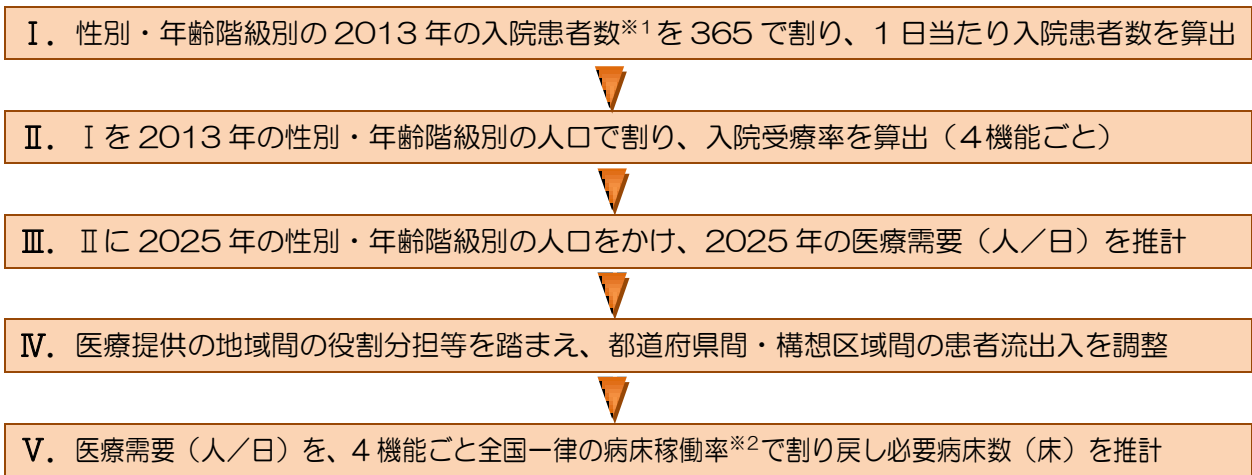 Ⅰ．性別・年齢階級別の2013年の入院患者数※1を365で割り、1日当たり入院患者数を算出
Ⅱ．Ⅰを2013年の性別・年齢階級別の人口で割り、入院受療率を算出（4機能ごと）
Ⅲ．Ⅱに2025年の性別・年齢階級別の人口をかけ、2025年の医療需要（人／日）を推計
Ⅳ．医療提供の地域間の役割分担等を踏まえ、都道府県間・構想区域間の患者流出入を調整
Ⅴ．医療需要（人／日）を、4機能ごと全国一律の病床稼働率※2で割り戻し必要病床数（床）を推計